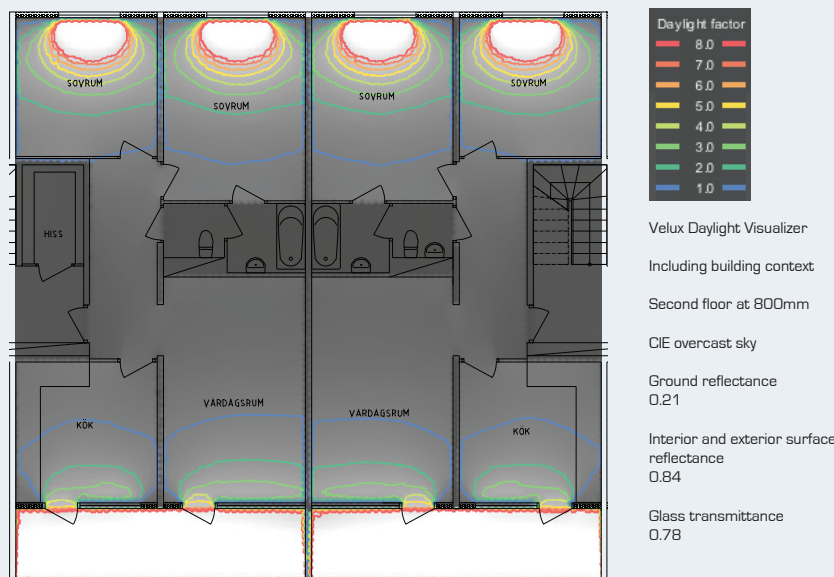 SOVRUM
SOVRUM
SOVRUM
SOVRUM
HISS
KÖK
VARDAGSRUM
VARDAGSRUM
KÖK
Daylight factor
8.0
7.0
6.0
5.0
4.0
3.0
2.0
1.0
Velux Daylight Visualizer
Including building context
Second floor at 800mm
CIE overcast sky
Ground reflectance
0.21
Interior and exterior surface
reflectance
0.84
Glass transmittance
0.78